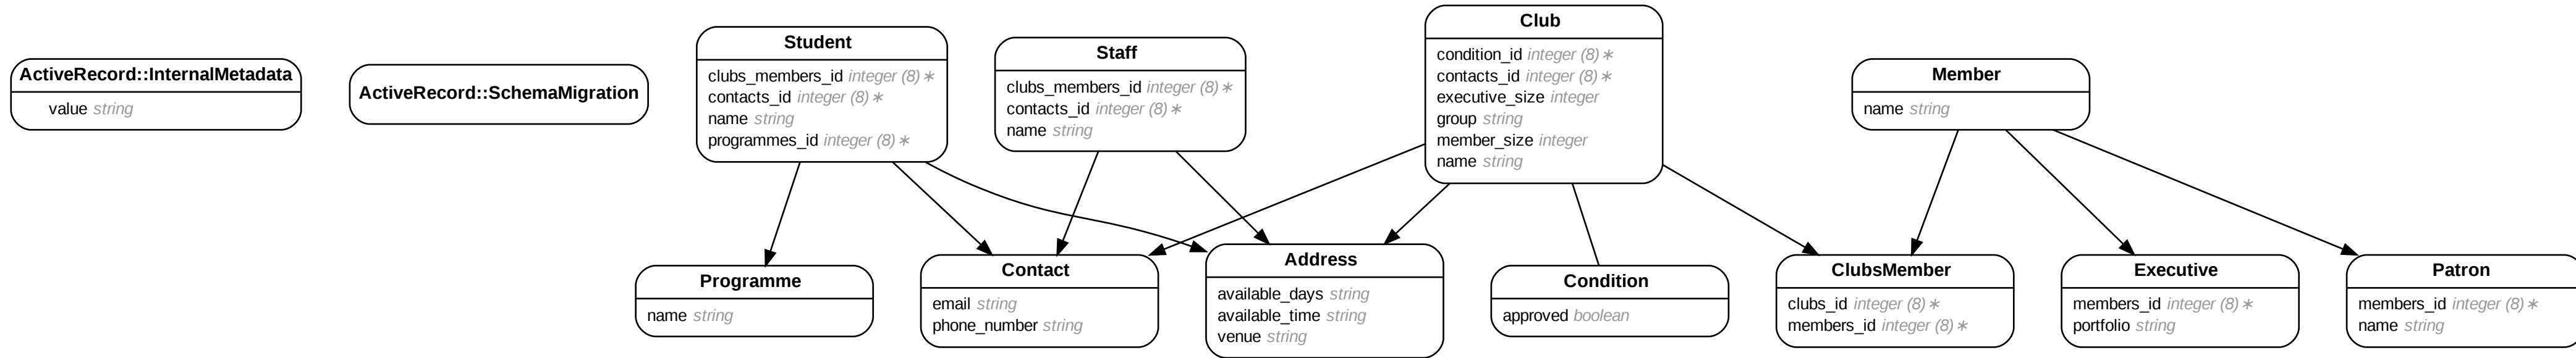 ActiveRecord::InternalMetadata
value string
ActiveRecord::SchemaMigration
Student
clubs_members_id integer (8) ∗
contacts_id integer (8) ∗
name string
programmes_id integer (8) ∗
Staff
clubs_members_id integer (8) ∗
contacts_id integer (8) ∗
name string
Club
condition_id integer (8) ∗
contacts_id integer (8) ∗
executive_size integer
group string
member_size integer
name string
Member
name string
Programme
name string
Contact
email string
phone_number string
Address
available_days string
available_time string
venue string
Condition
approved boolean
ClubsMember
clubs_id integer (8) ∗
members_id integer (8) ∗
Executive
members_id integer (8) ∗
portfolio string
Patron
members_id integer (8) ∗
name string